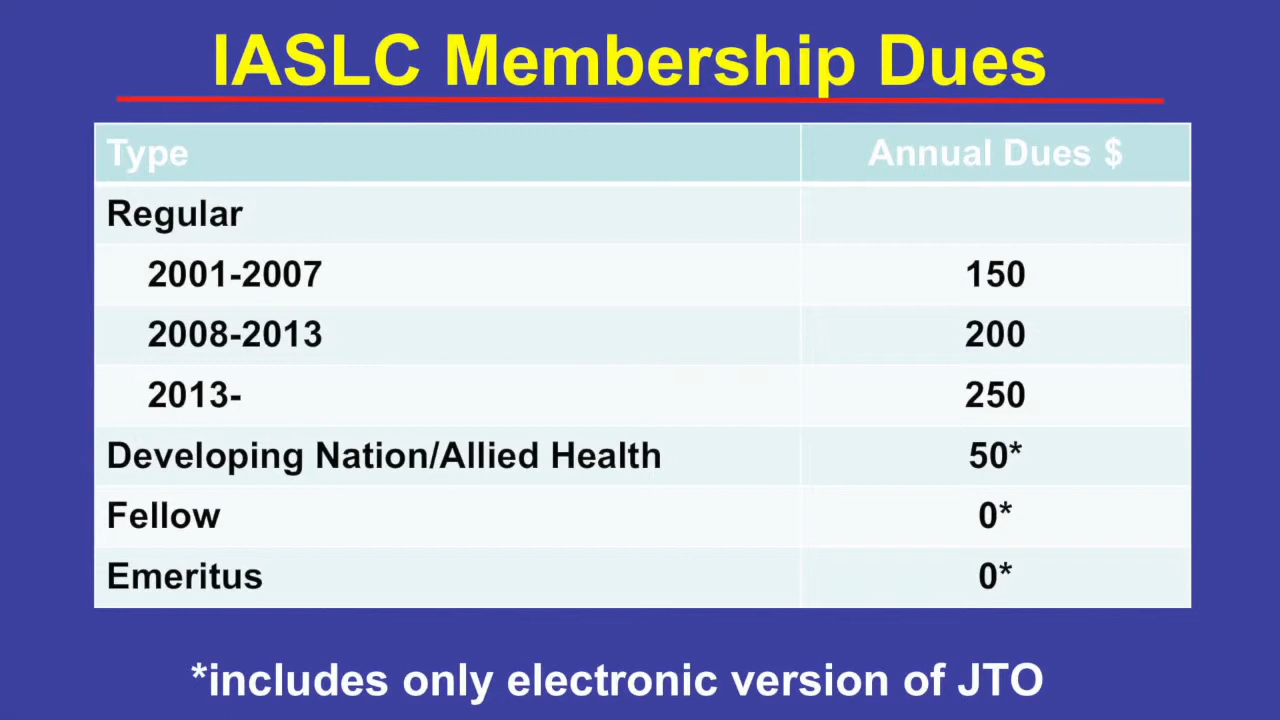 IASLC Membership Dues
Type Annual Dues $
Regular
2001-2007 150
2008-2013 200
2013- 250
Developing Nation/Allied Health 50*
Fellow 0*
Emeritus 0*
*includes only electronic version of JTO